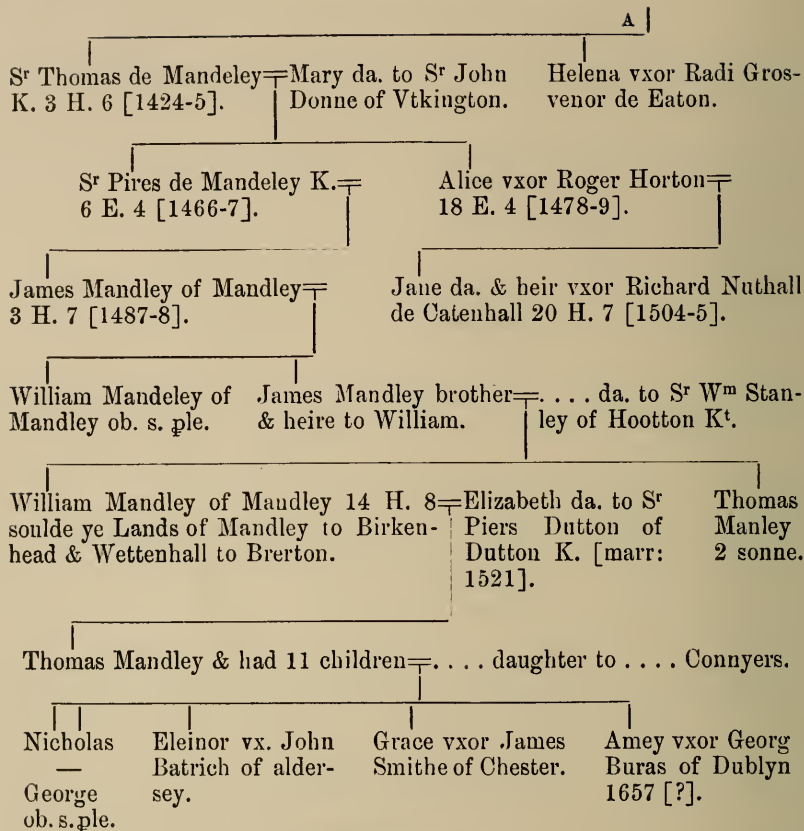 A
Sr Thomas de Mandeley
K. 3 H. 6 [1424-5].
Mary da. to Sr John
Donne of Vtkington.
Helena vxor Radi Gros-
venor de Eaton.
Sr Pires de Mandeley K.
6 E. 4 [1466-7].
Alice vxor Roger Horton
18 E. 4 [1478-9].
James Mandley of Mandley
3 H. 7 [1487-8].
Jane da. & heir vxor Richard Nuthall
de Catenhall 20 H. 7 [1504-5].
William Mandeley of
Mandley ob. s. ꝑle.
James Mandley brother
& heire to William.
. . . . da. to Sr Wm Stan-
ley of Hootton Kt.
William Mandley of Mandley 14 H. 8
soulde ye Lands of Mandley to Birken-
head & Wettenhall to Brerton.
Elizabeth da. to Sr
Piers Dutton of
Dutton K. [marr:
1521].
Thomas
Manley
2 sonne.
Thomas Mandley & had 11 children
. . . . daughter to . . . . Connyers.
Nicholas
—
George
ob. s. ꝑle.
Eleinor vx. John
Batrich of alder-
sey.
Grace vxor James
Smithe of Chester.
Amey vxor Georg
Buras of Dublyn
1657 [?].